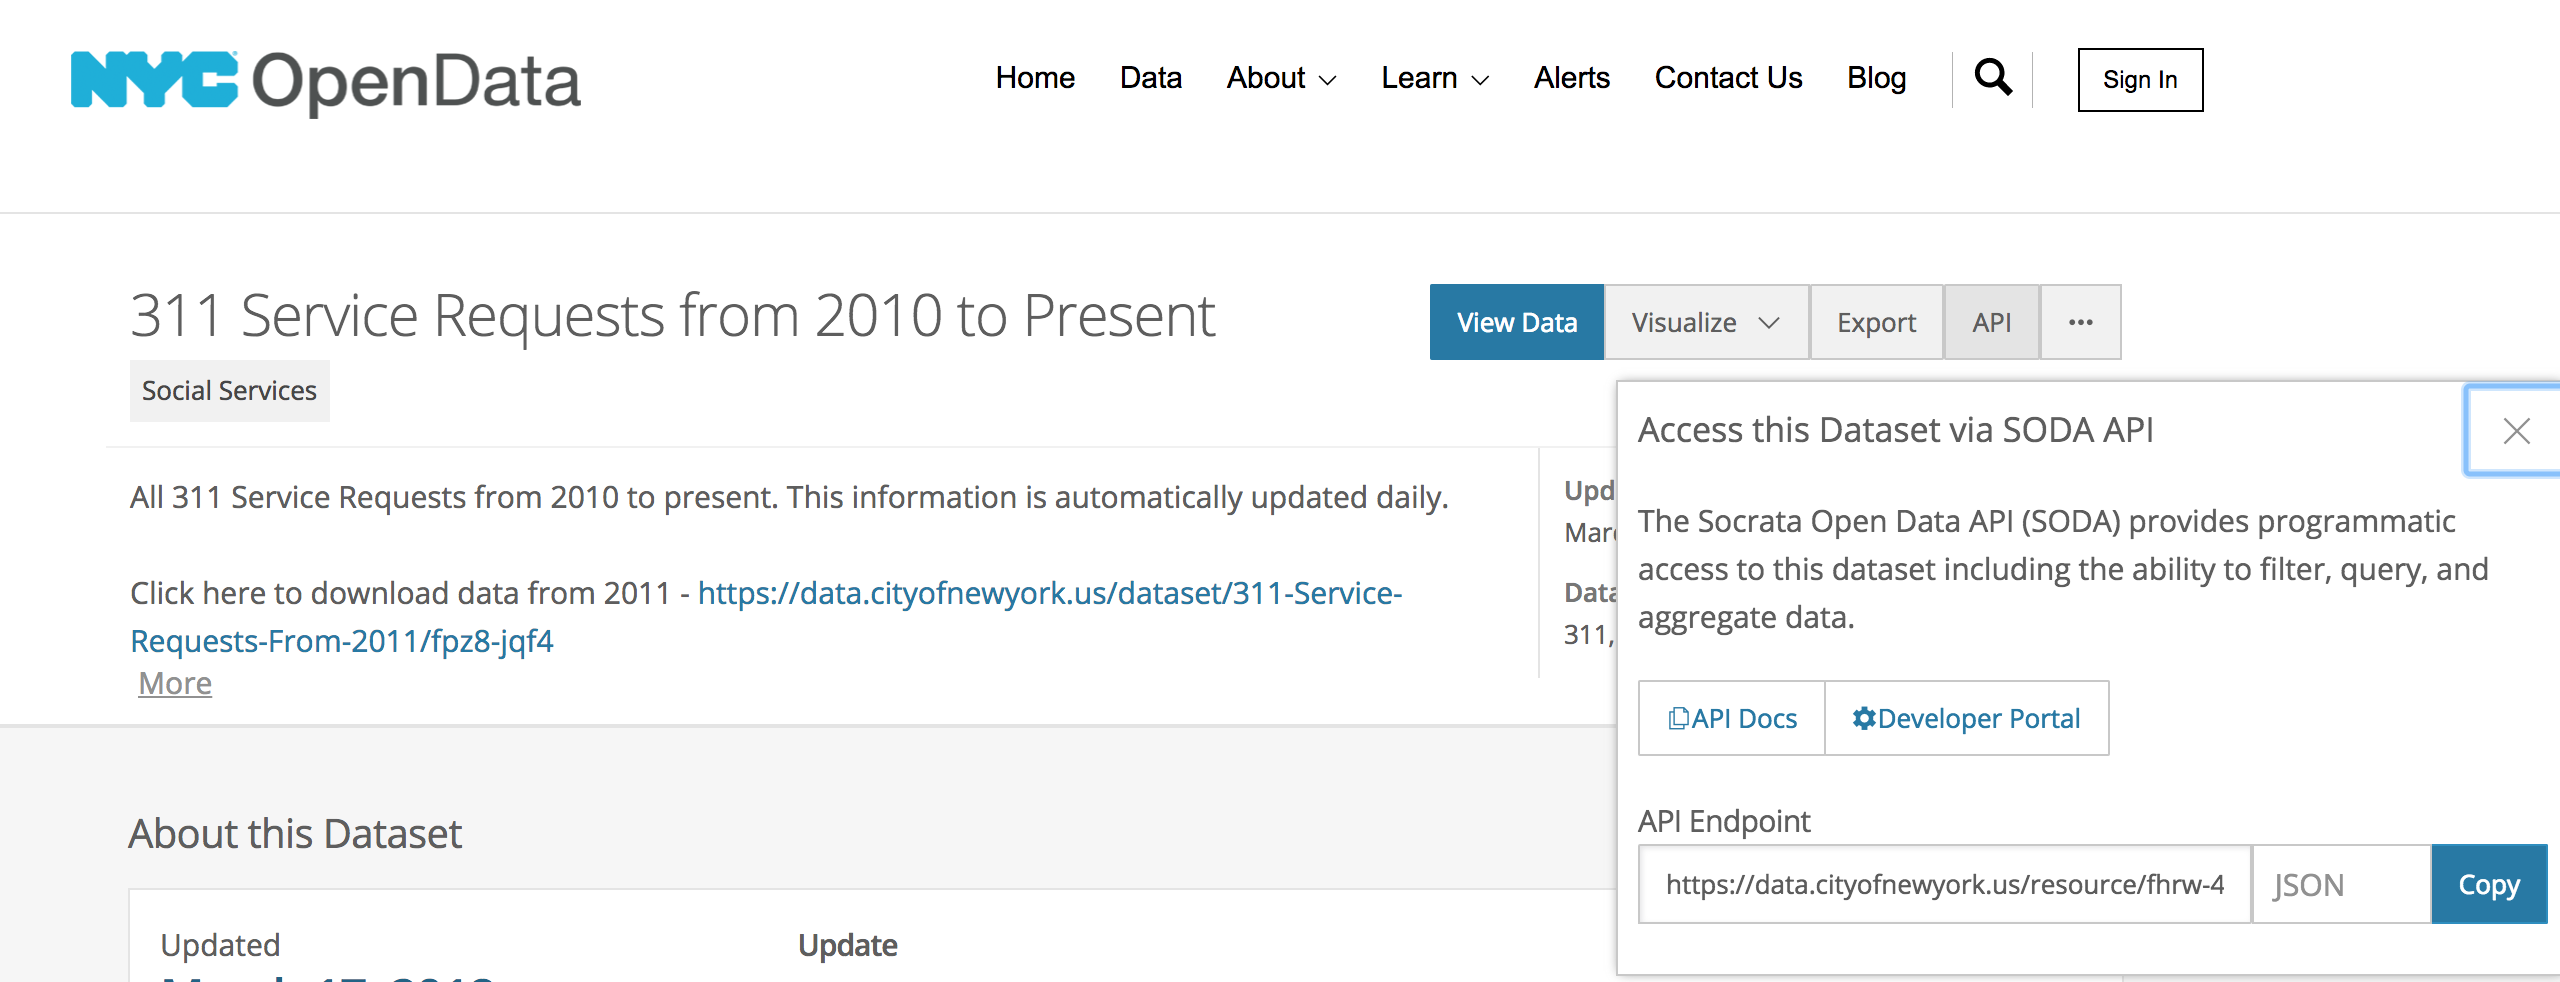 NYC OpenData
Home Data About Learn Alerts Contact Us Blog Sign In
311 Service Requests from 2010 to Present
View Data Visualize Export API
Social Services
All 311 Service Requests from 2010 to present. This information is automatically updated daily.
Click here to download data from 2011 - https://data.cityofnewyork.us/dataset/311-Service-
Requests-From-2011/fpz8-jqf4
More
Upd
Mar
Data
311,
Access this Dataset via SODA API
The Socrata Open Data API (SODA) provides programmatic
access to this dataset including the ability to filter, query, and
aggregate data.
API Docs Developer Portal
API Endpoint
https://data.cityofnewyork.us/resource/fhrw-4 JSON Copy
About this Dataset
Updated Update